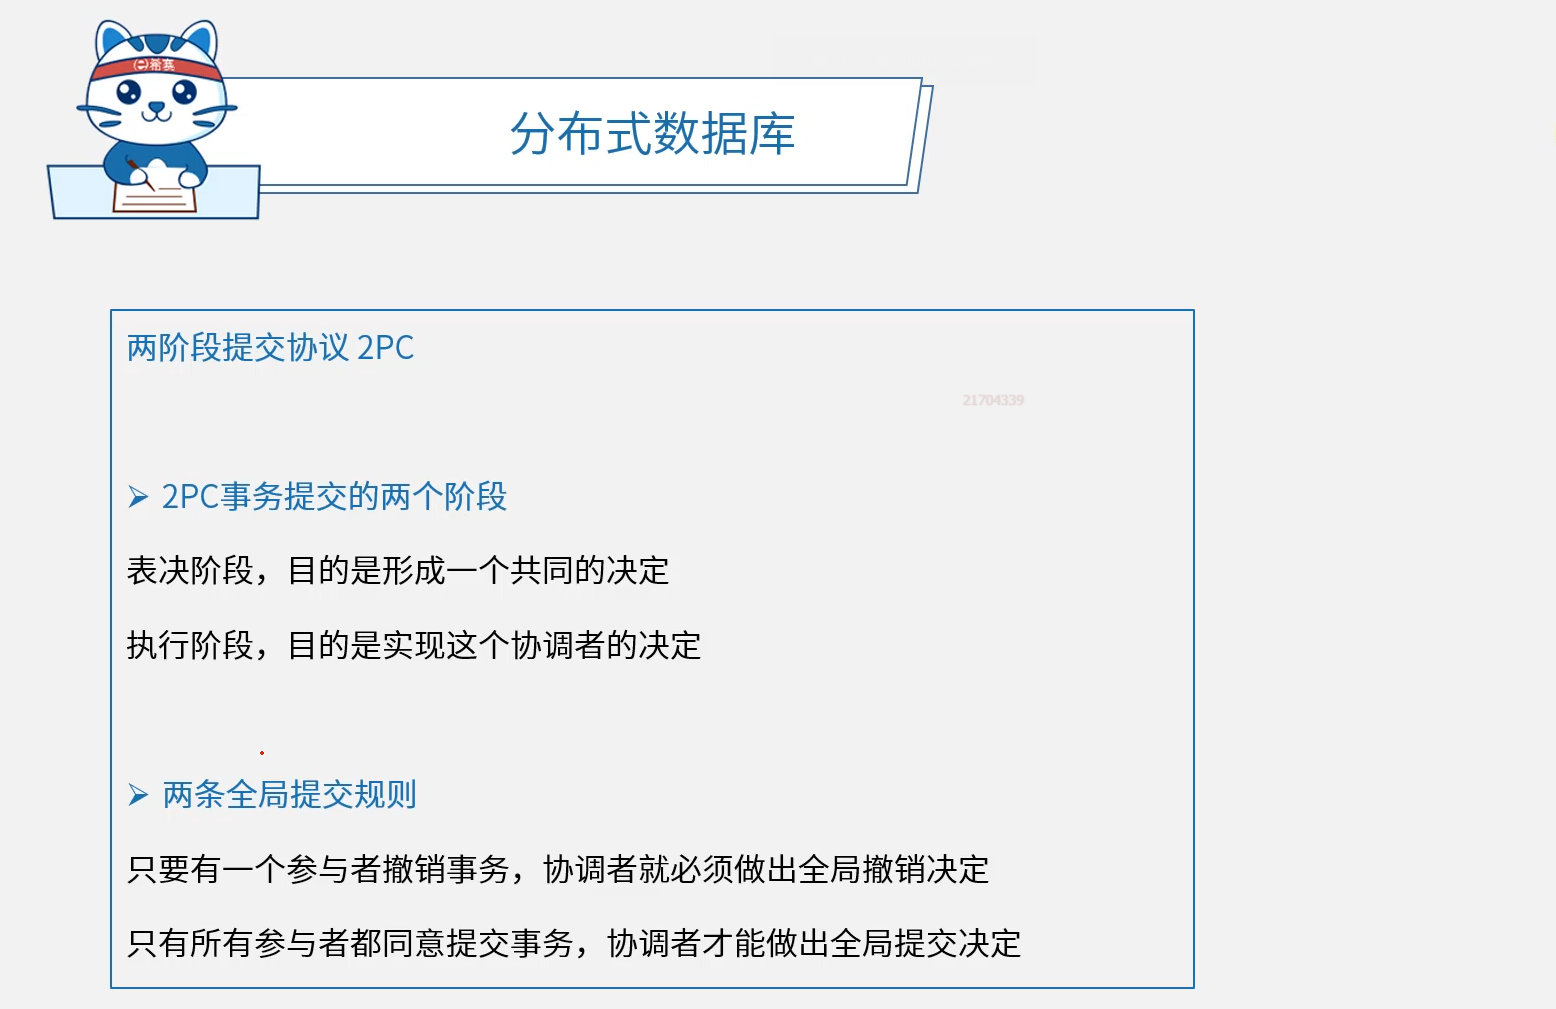 希赛
分布式数据库
两阶段提交协议 2PC
21704339
2PC事务提交的两个阶段
表决阶段，目的是形成一个共同的决定
执行阶段，目的是实现这个协调者的决定
两条全局提交规则
只要有一个参与者撤销事务，协调者就必须做出全局撤销决定
只有所有参与者都同意提交事务，协调者才能做出全局提交决定